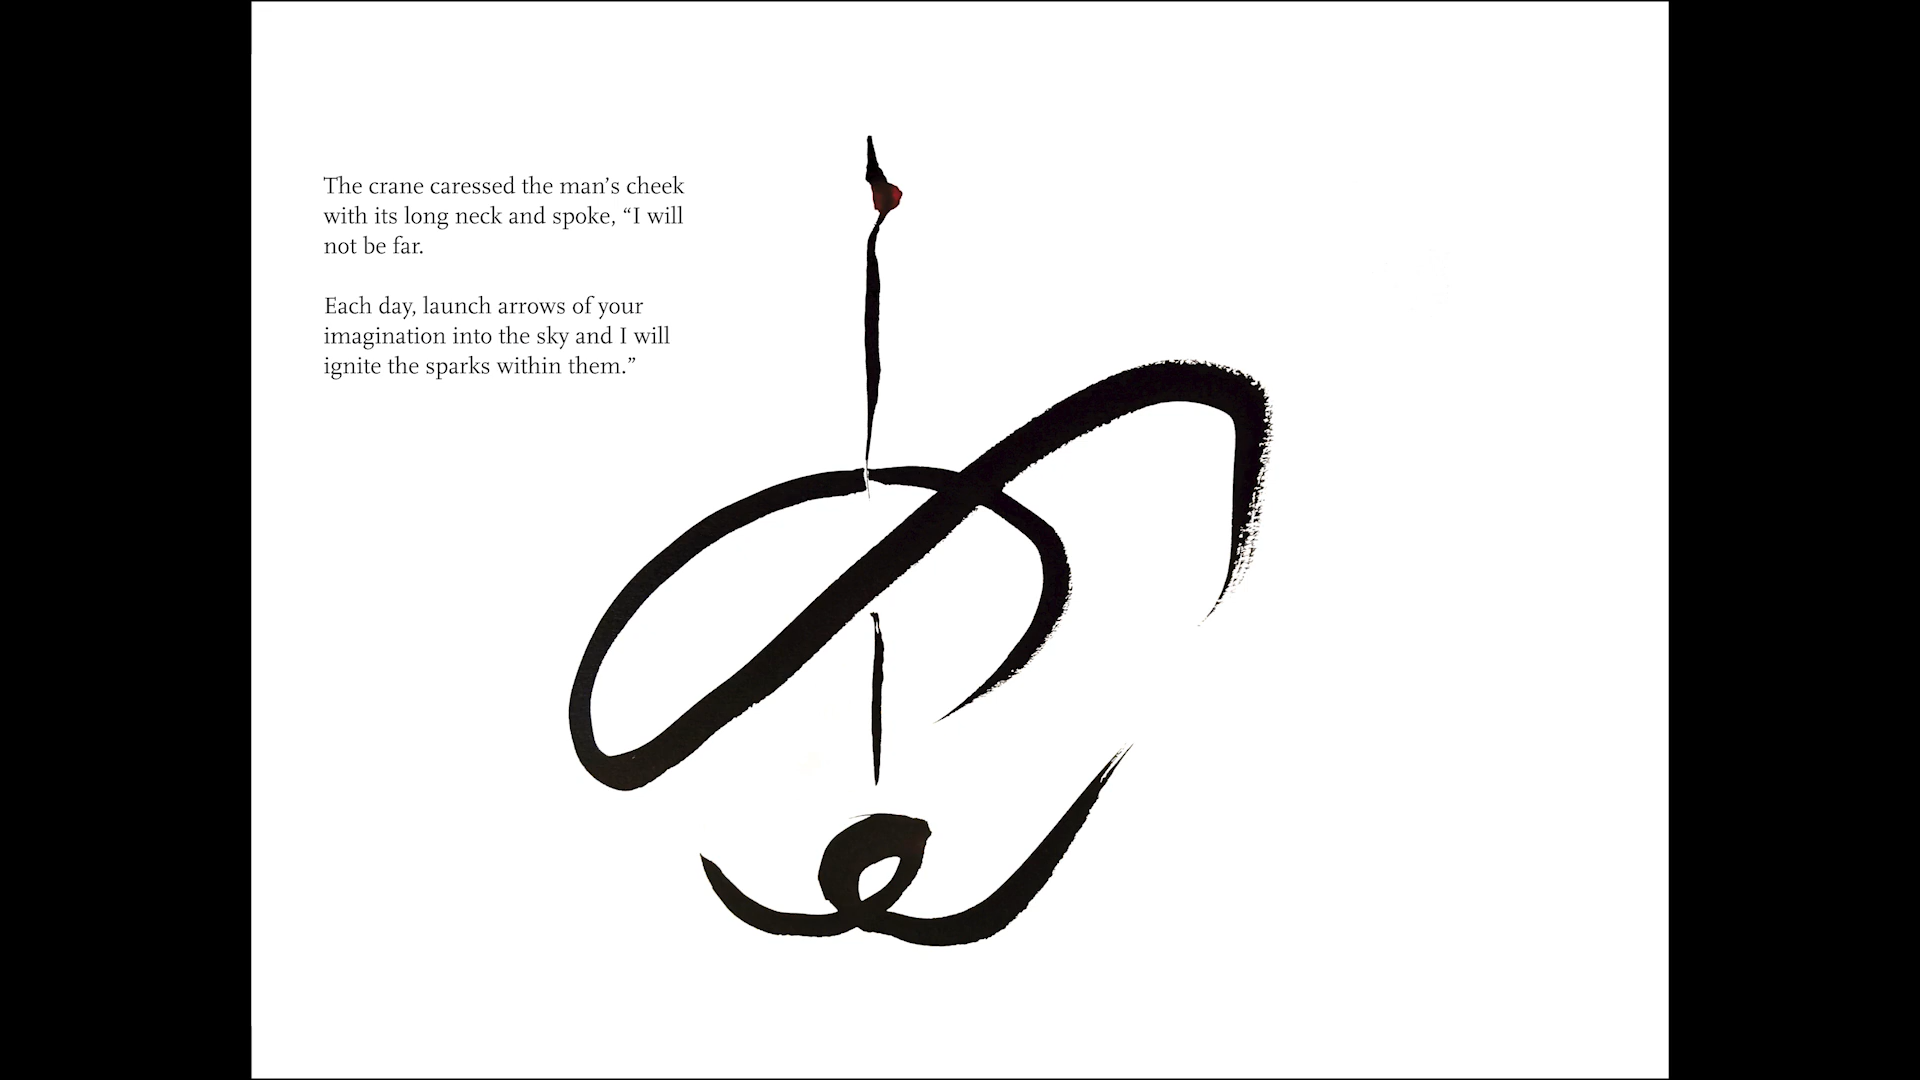 The crane caressed the man’s cheek
with its long neck and spoke, “I will
not be far.
Each day, launch arrows of your
imagination into the sky and I will
ignite the sparks within them.”